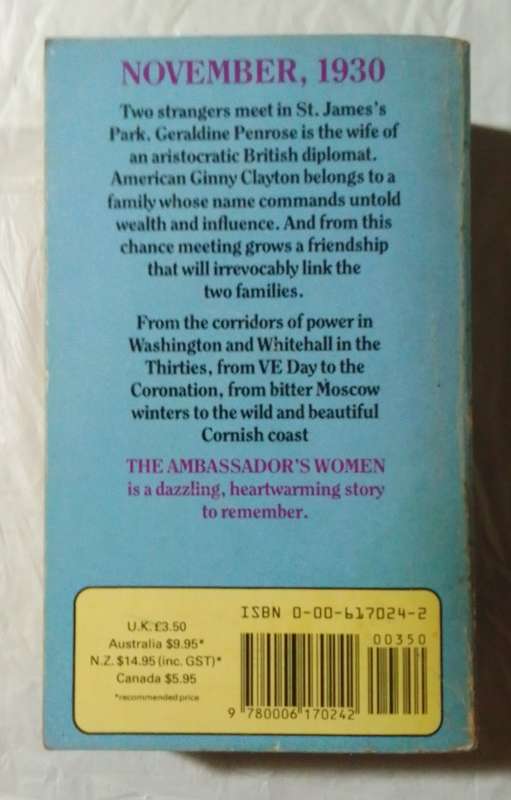 NOVEMBER, 1930
Two strangers meet in St. James's
Park. Geraldine Penrose is the wife of
an aristocratic British diplomat.
American Ginny Clayton belongs to a
family whose name commands untold
wealth and influence. And from this
chance meeting grows a friendship
that will irrevocably link the
two families.
From the corridors of power in
Washington and Whitehall in the
Thirties, from VE Day to the
Coronation, from bitter Moscow
winters to the wild and beautiful
Cornish coast
THE AMBASSADOR'S WOMEN
is a dazzling, heartwarming story
to remember.
U.K. £3.50
Australia $9.95*
N.Z. $14.95 (inc. GST)*
Canada $5.95
*recommended price
ISBN 0-00-617024-2
00350
9 780006 170242